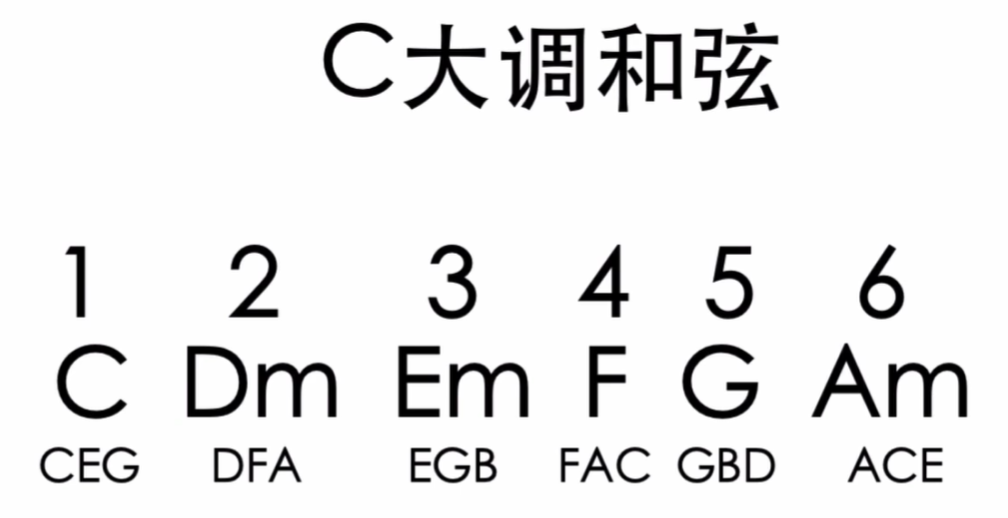 C大调和弦
1 2 3 4 5 6
C Dm Em F G Am
CEG DFA EGB FAC GBD ACE